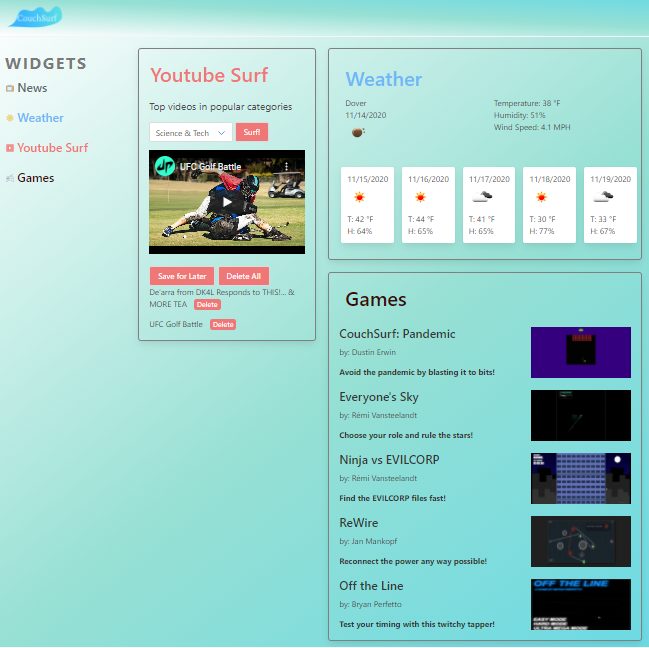 CouchSurf
WIDGETS
News
Weather
Youtube Surf
Games
Youtube Surf
Top videos in popular categories
Science & Tech
Surf!
UFC Golf Battle
Save for Later
Delete All
De'arra from DK4L Responds to THIS!... &
MORE TEA Delete
UFC Golf Battle Delete
Weather
Dover
11/14/2020
Temperature: 38 °F
Humidity: 51%
Wind Speed: 4.1 MPH
11/15/2020
T: 42 °F
H: 64%
11/16/2020
T: 44 °F
H: 65%
11/17/2020
T: 41 °F
H: 65%
11/18/2020
T: 30 °F
H: 77%
11/19/2020
T: 33 °F
H: 67%
Games
CouchSurf: Pandemic
by: Dustin Erwin
Avoid the pandemic by blasting it to bits!
Everyone's Sky
by: Rémi Vansteelandt
Choose your role and rule the stars!
Ninja vs EVILCORP
by: Rémi Vansteelandt
Find the EVILCORP files fast!
ReWire
by: Jan Mankopf
Reconnect the power any way possible!
Off the Line
by: Bryan Perfetto
Test your timing with this twitchy tapper!
OFF THE LINE
EASY MODE
HARD MODE
ULTRA MEGA MODE